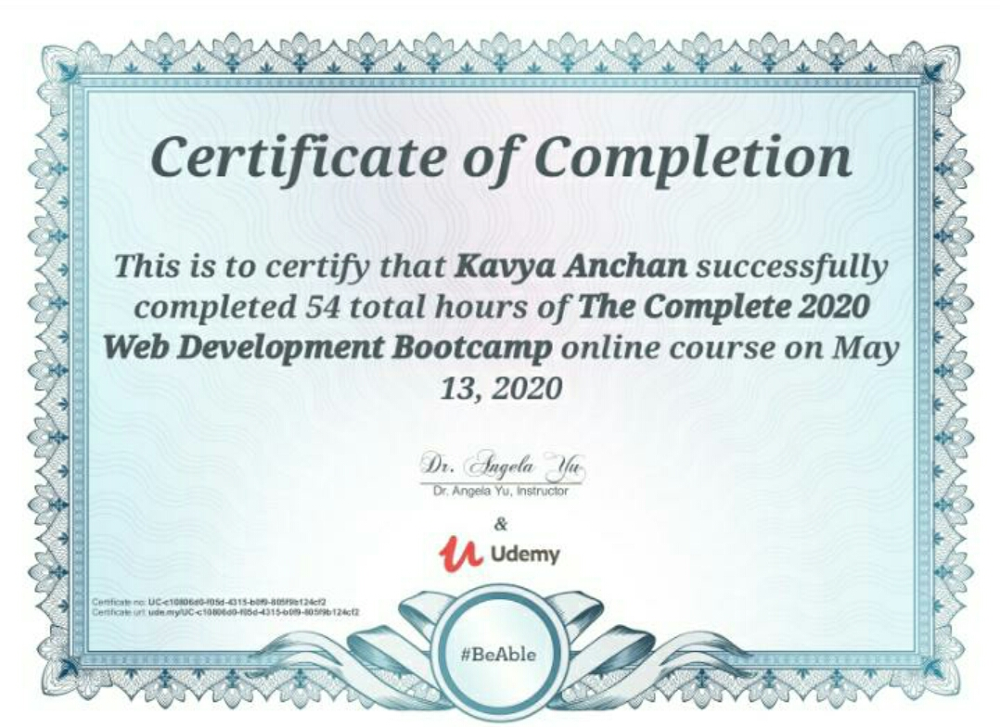 Certificate of Completion
This is to certify that Kavya Anchan successfully
completed 54 total hours of The Complete 2020
Web Development Bootcamp online course on May
13, 2020
Dr. Angela Yu
Dr. Angela Yu, Instructor
&
Udemy
Certificate no: UC-c10806d0-f05d-4315-b0f9-805f9b124cf2
Certificate url: ude.my/UC-c10806d0-f05d-4315-b0f9-805f9b124cf2
#BeAble